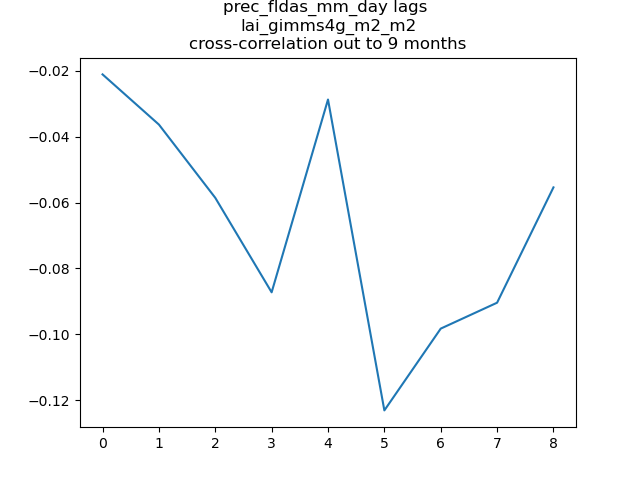 prec_fldas_mm_day lags
lai_gimms4g_m2_m2
cross-correlation out to 9 months
−0.02
−0.04
−0.06
−0.08
−0.10
−0.12
0 1 2 3 4 5 6 7 8